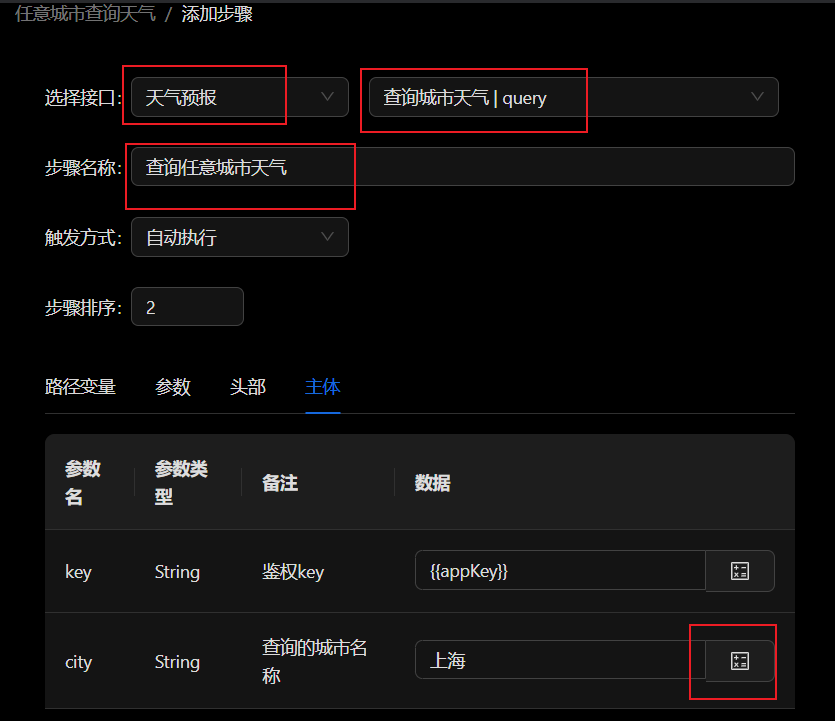 任意城市查询天气 / 添加步骤
选择接口: 天气预报 查询城市天气 | query
步骤名称: 查询任意城市天气
触发方式: 自动执行
步骤排序: 2
路径变量 参数 头部 主体
参数名 参数类型 备注 数据
key String 鉴权key {{appKey}}
city String 查询的城市名称 上海